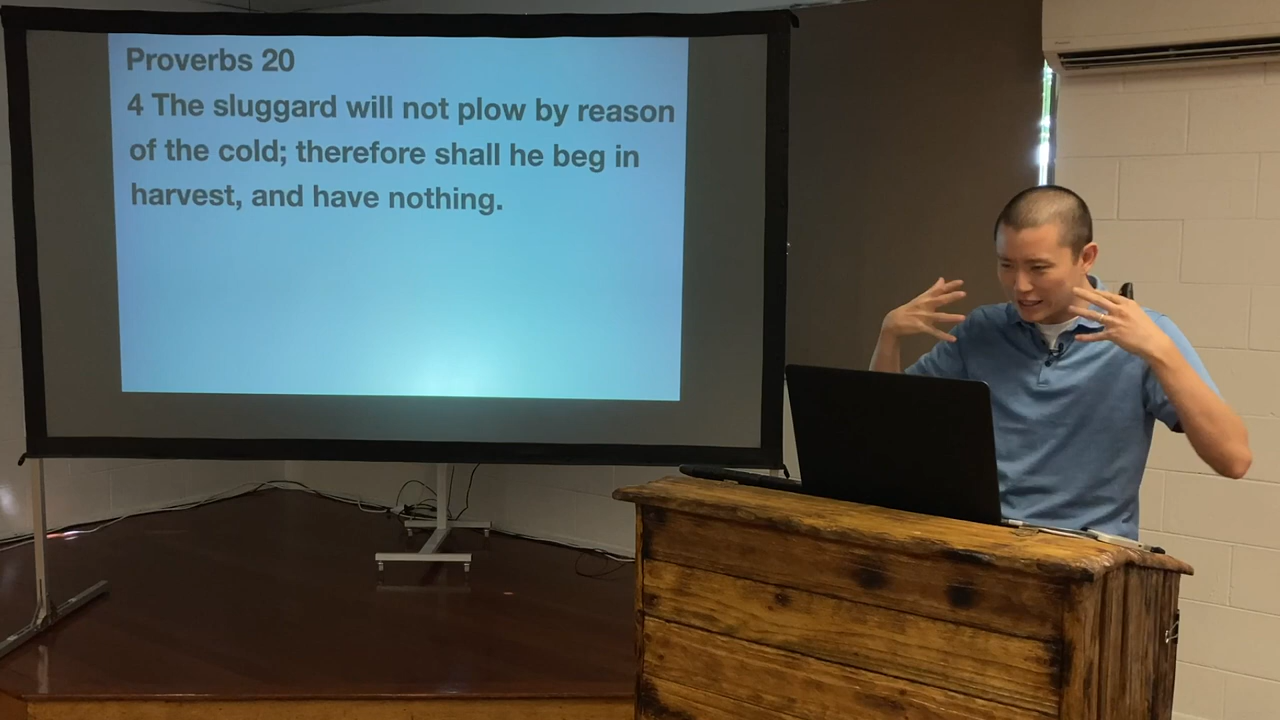 Proverbs 20
4 The sluggard will not plow by reason
of the cold; therefore shall he beg in
harvest, and have nothing.